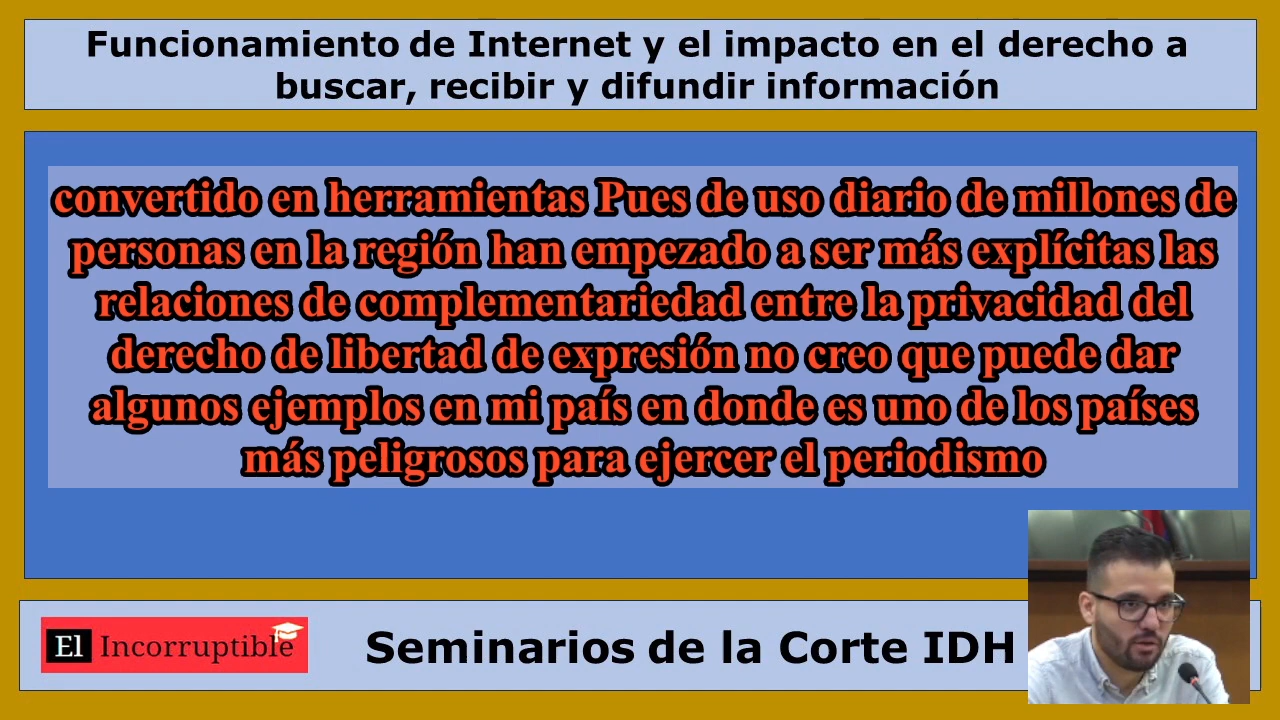 Funcionamiento de Internet y el impacto en el derecho a
buscar, recibir y difundir información
convertido en herramientas Pues de uso diario de millones de
personas en la región han empezado a ser más explícitas las
relaciones de complementariedad entre la privacidad del
derecho de libertad de expresión no creo que puede dar
algunos ejemplos en mi país en donde es uno de los países
más peligrosos para ejercer el periodismo
El Incorruptible
Seminarios de la Corte IDH